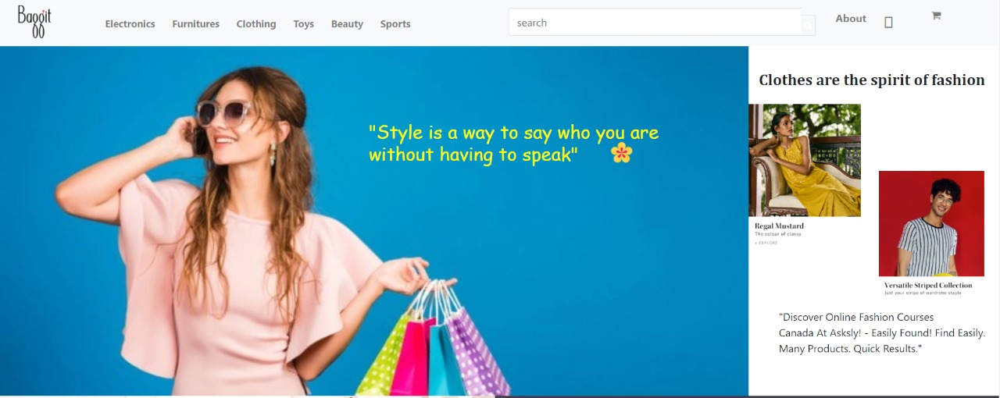 Baggit
Electronics Furnitures Clothing Toys Beauty Sports
search
About
"Style is a way to say who you are
without having to speak"
Clothes are the spirit of fashion
Regal Mustard
The colour of classy
+ EXPLORE
Versatile Striped Collection
Just your stripe of wardrobe staple
"Discover Online Fashion Courses
Canada At Asksly! - Easily Found! Find Easily.
Many Products. Quick Results."